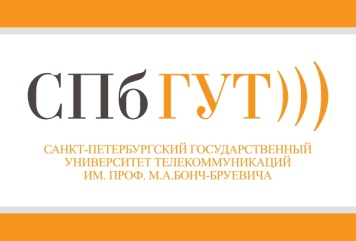 СПбГУТ)))
САНКТ-ПЕТЕРБУРГСКИЙ ГОСУДАРСТВЕННЫЙ
УНИВЕРСИТЕТ ТЕЛЕКОММУНИКАЦИЙ
ИМ. ПРОФ. М.А.БОНЧ-БРУЕВИЧА